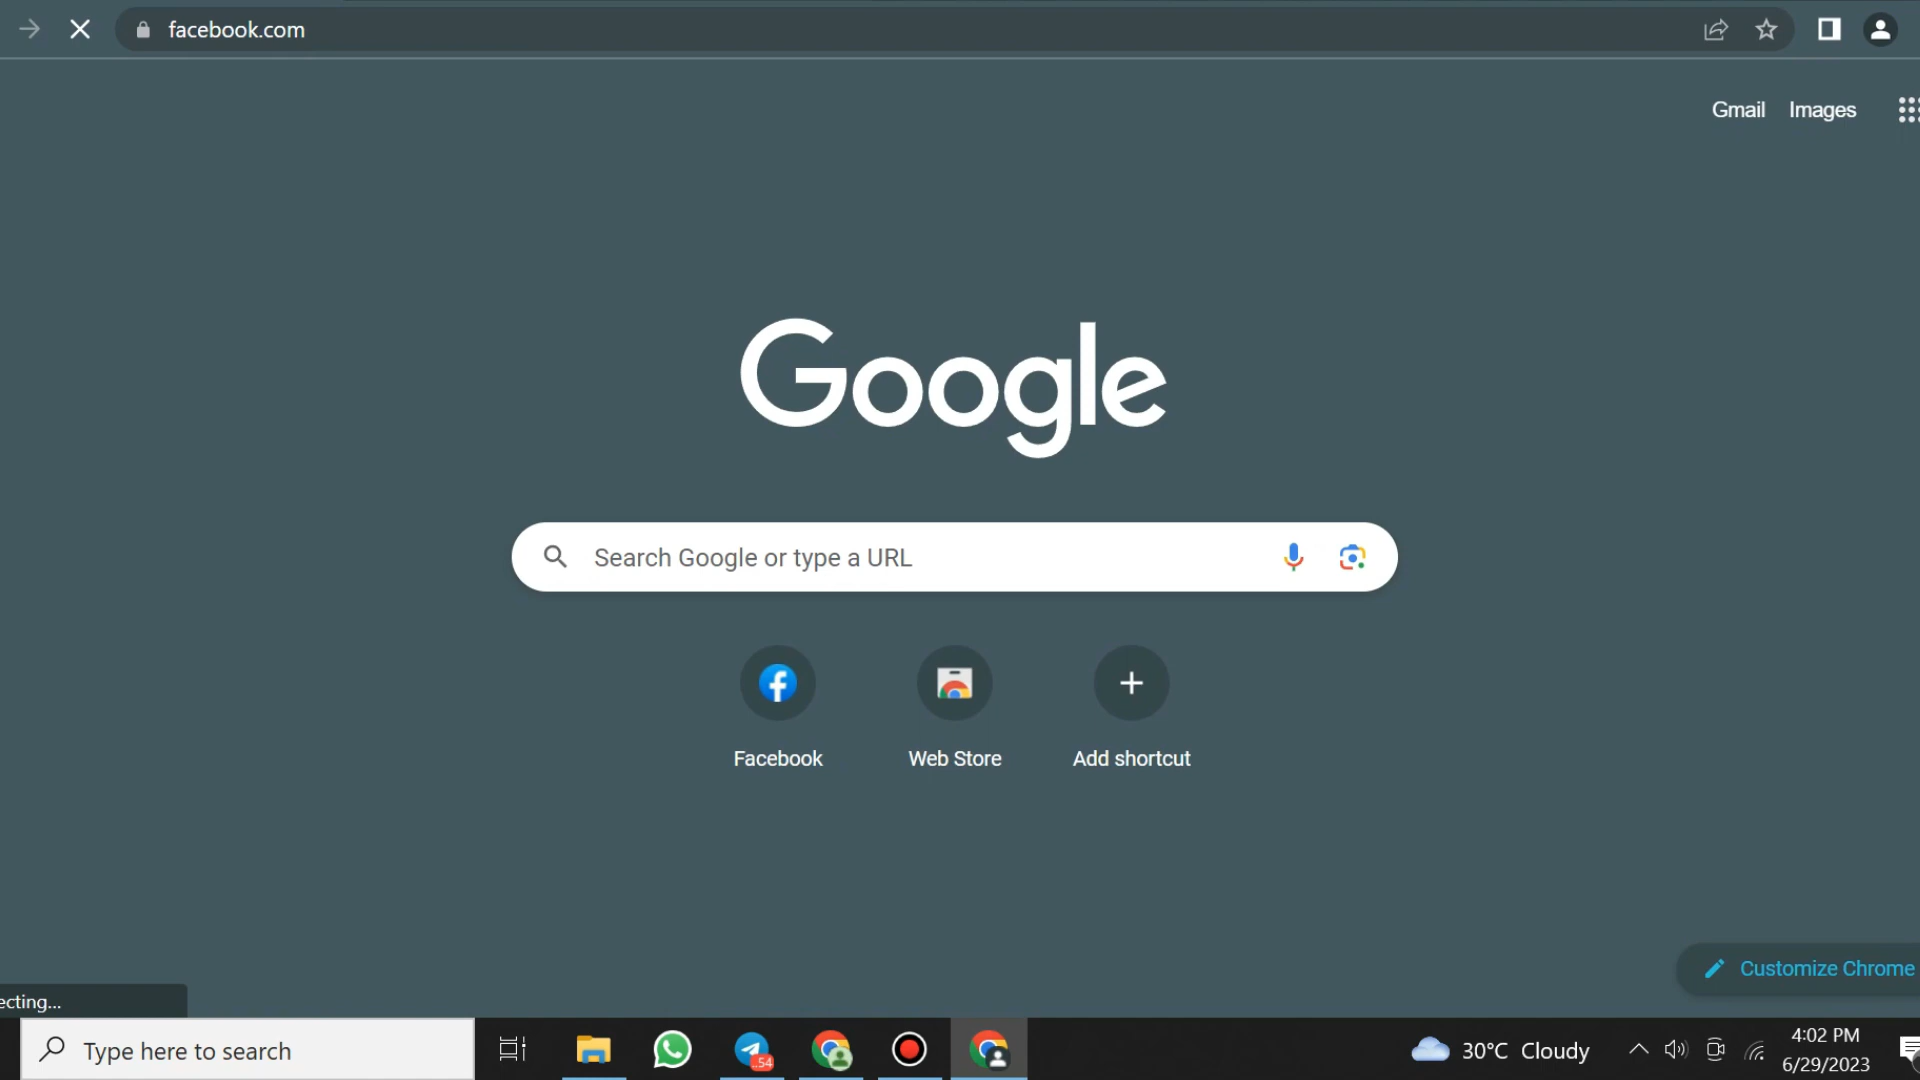 facebook.com
Gmail Images
Google
Search Google or type a URL
Facebook Web Store Add shortcut
Customize Chrome
ecting...
Type here to search
..54
30°C Cloudy
4:02 PM
6/29/2023